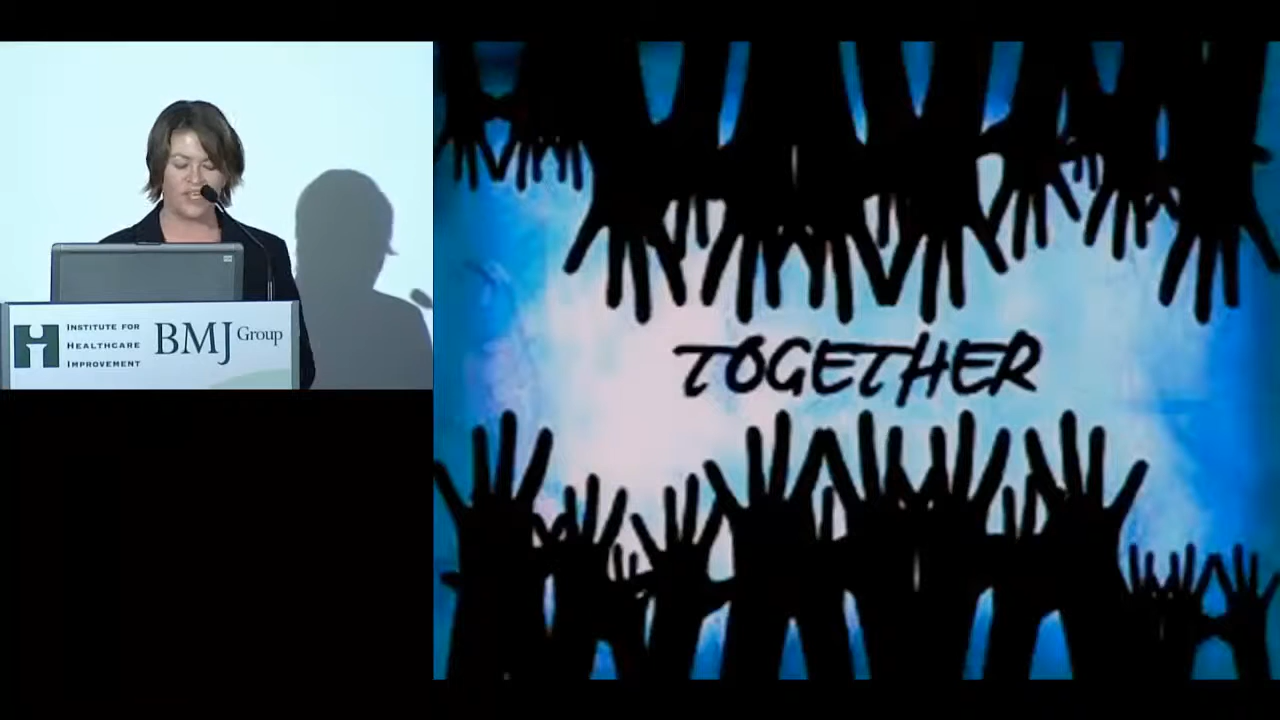 INSTITUTE FOR
HEALTHCARE
IMPROVEMENT
BMJ Group
TOGETHER